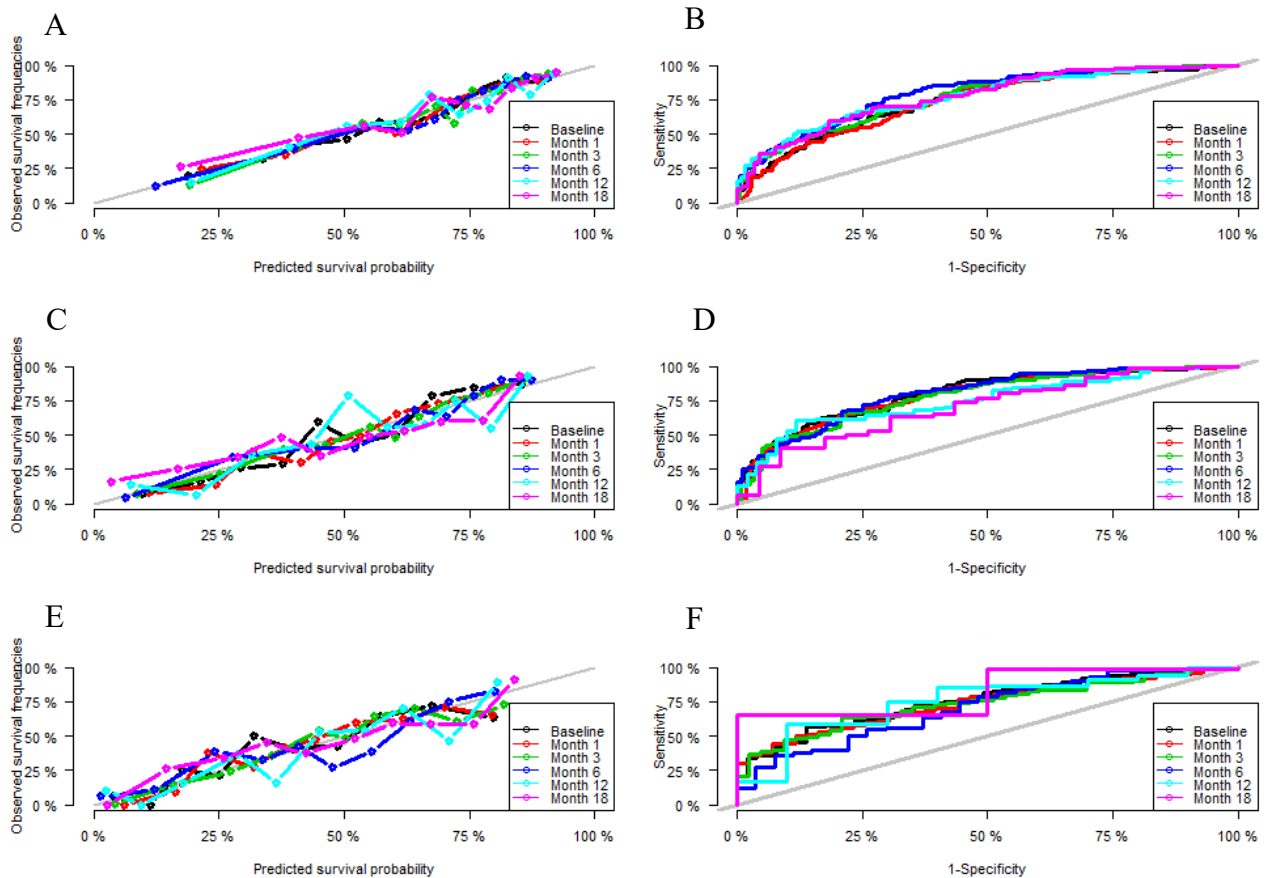 A
Observed survival frequencies
100 %
75 %
50 %
25 %
0 %
0 %
25 %
50 %
75 %
100 %
Predicted survival probability
Baseline
Month 1
Month 3
Month 6
Month 12
Month 18
B
Sensitivity
100 %
75 %
50 %
25 %
0 %
0 %
25 %
50 %
75 %
100 %
1-Specificity
Baseline
Month 1
Month 3
Month 6
Month 12
Month 18
C
Observed survival frequencies
100 %
75 %
50 %
25 %
0 %
0 %
25 %
50 %
75 %
100 %
Predicted survival probability
Baseline
Month 1
Month 3
Month 6
Month 12
Month 18
D
Sensitivity
100 %
75 %
50 %
25 %
0 %
0 %
25 %
50 %
75 %
100 %
1-Specificity
Baseline
Month 1
Month 3
Month 6
Month 12
Month 18
E
Observed survival frequencies
100 %
75 %
50 %
25 %
0 %
0 %
25 %
50 %
75 %
100 %
Predicted survival probability
Baseline
Month 1
Month 3
Month 6
Month 12
Month 18
F
Sensitivity
100 %
75 %
50 %
25 %
0 %
0 %
25 %
50 %
75 %
100 %
1-Specificity
Baseline
Month 1
Month 3
Month 6
Month 12
Month 18